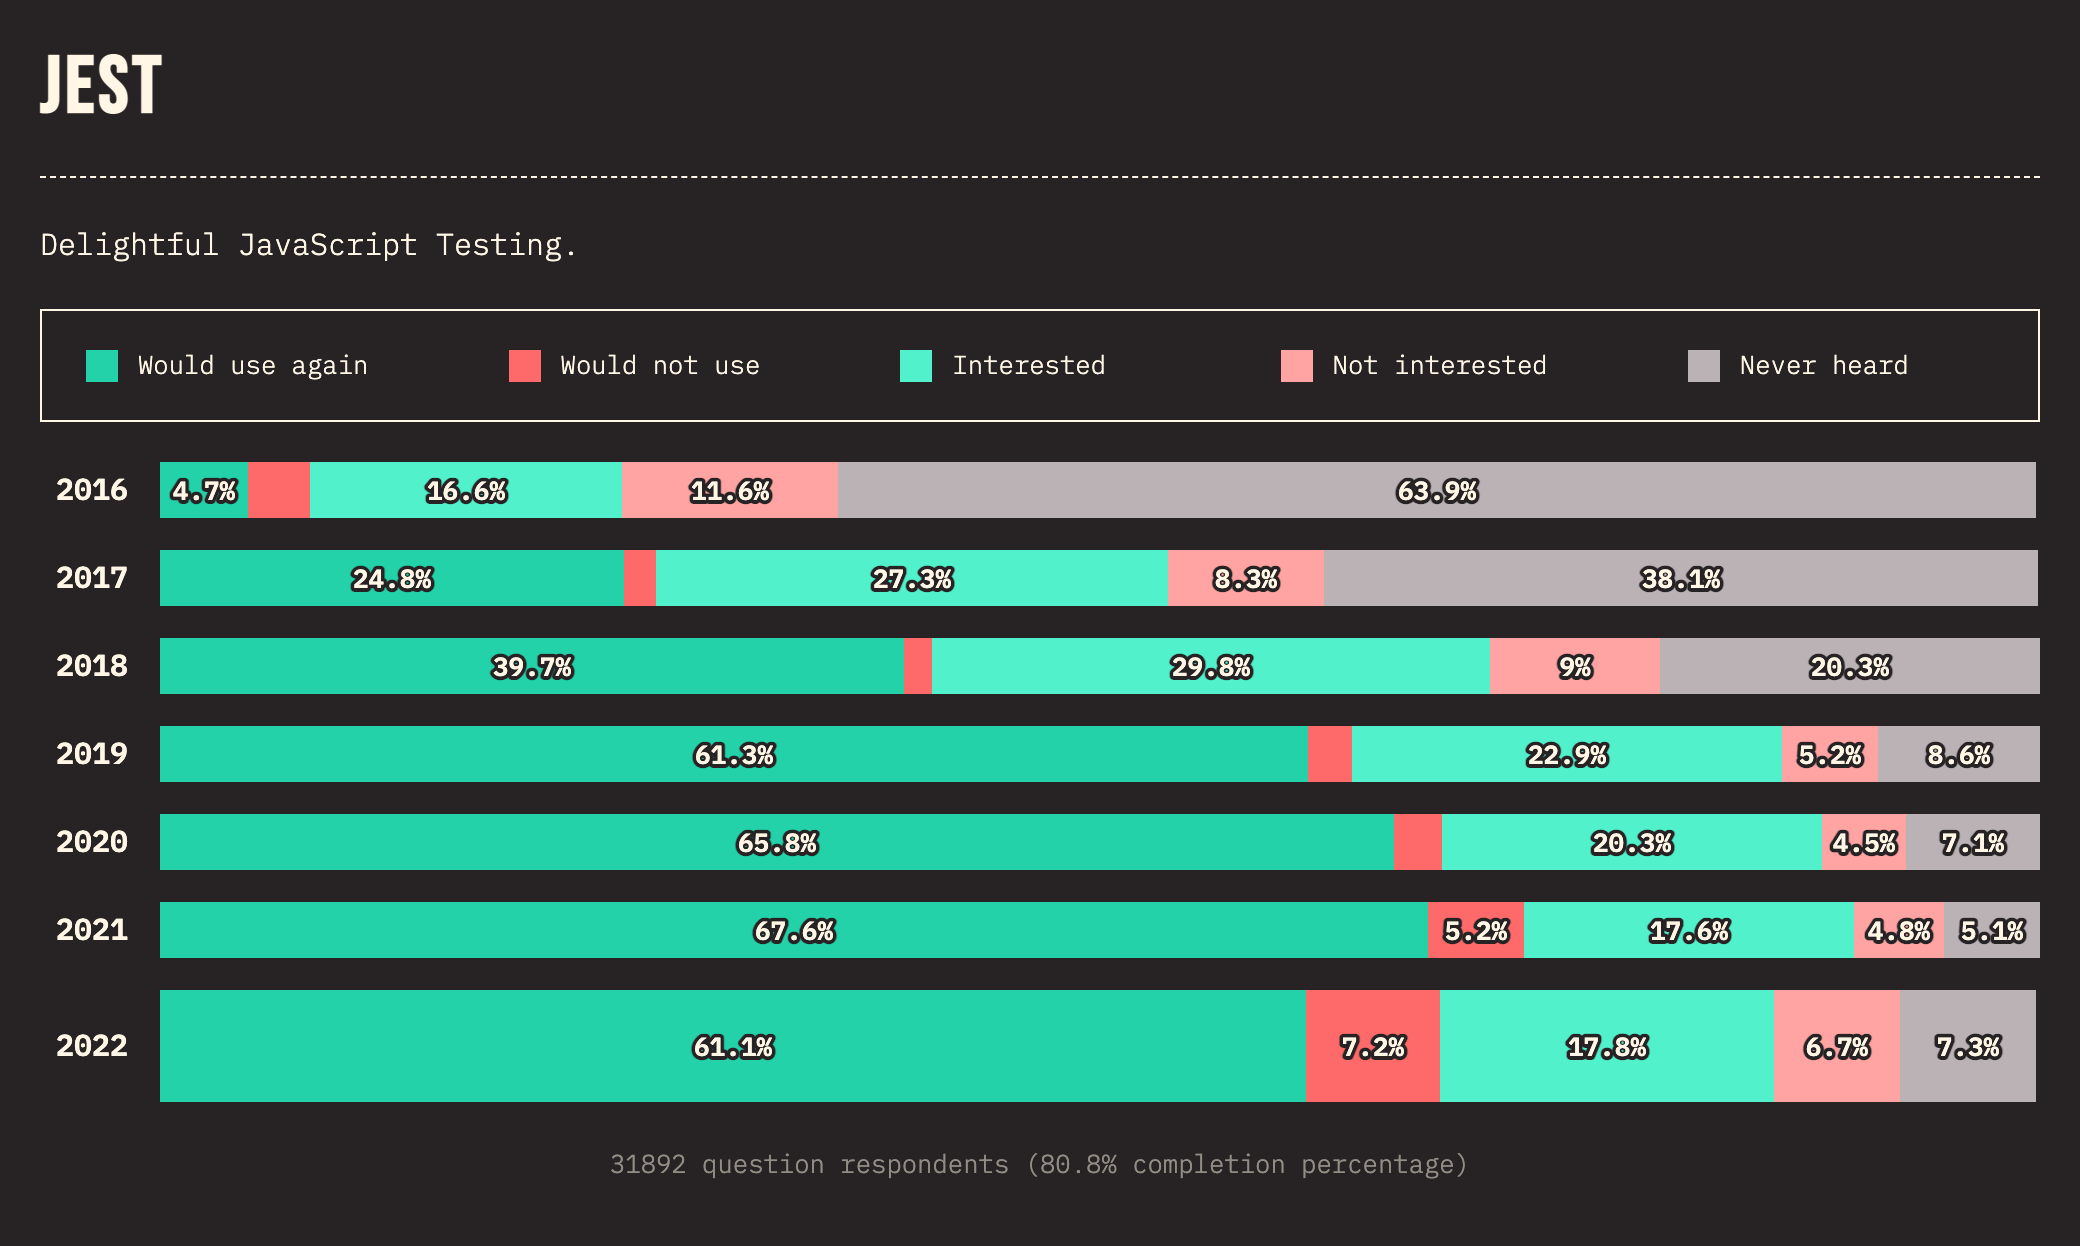 JEST
Delightful JavaScript Testing.
Would use again Would not use Interested Not interested Never heard
2016 4.7% 16.6% 11.6% 63.9%
2017 24.8% 27.3% 8.3% 38.1%
2018 39.7% 29.8% 9% 20.3%
2019 61.3% 22.9% 5.2% 8.6%
2020 65.8% 20.3% 4.5% 7.1%
2021 67.6% 5.2% 17.6% 4.8% 5.1%
2022 61.1% 7.2% 17.8% 6.7% 7.3%
31892 question respondents (80.8% completion percentage)